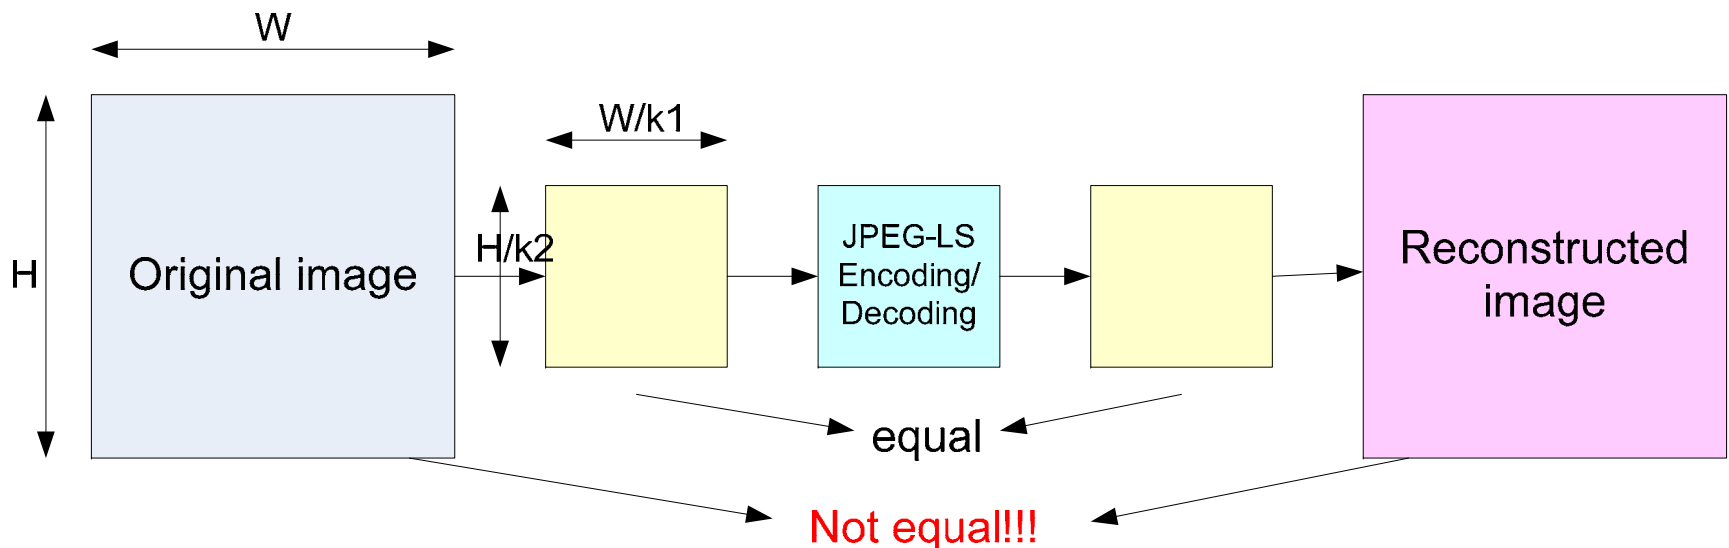 W
W/k1
H
H/k2
Original image
JPEG-LS
Encoding/
Decoding
Reconstructed
image
equal
Not equal!!!